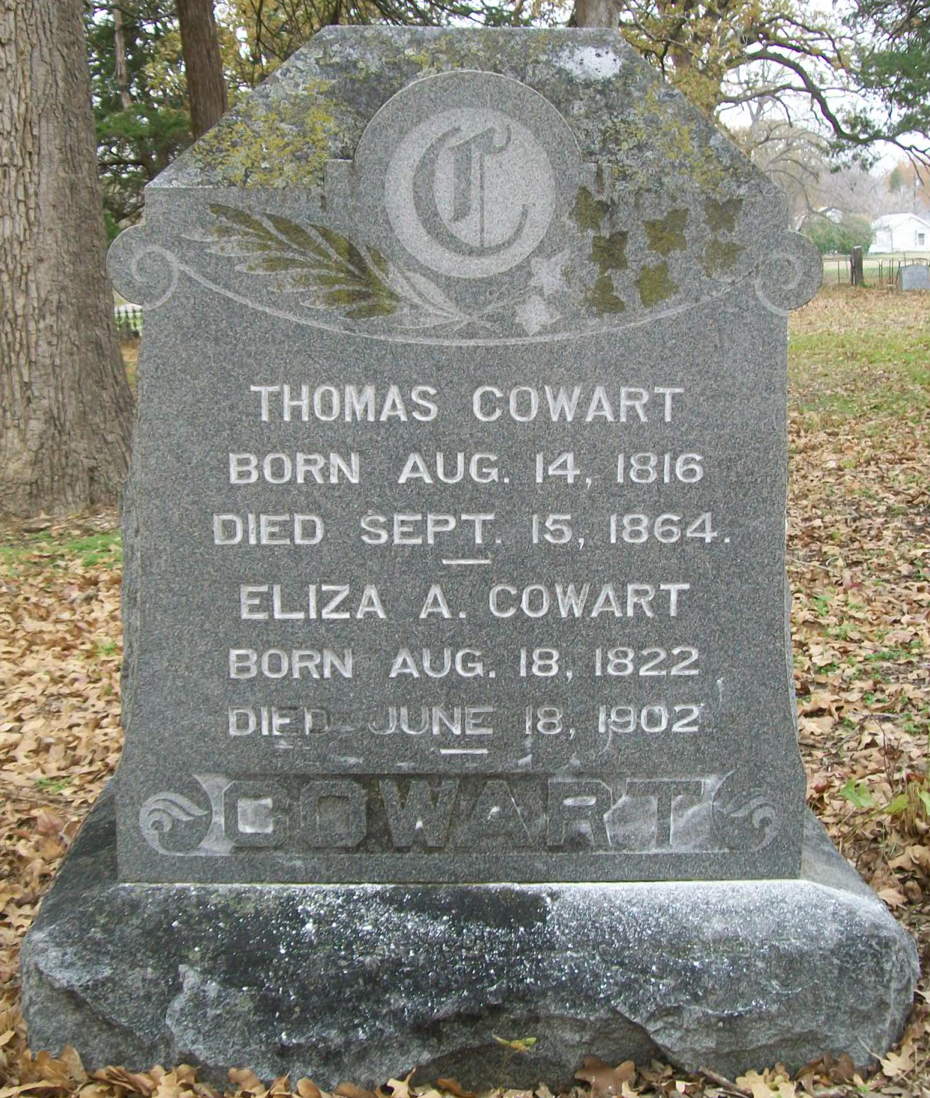 C
THOMAS COWART
BORN AUG. 14, 1816
DIED SEPT. 15, 1864.
ELIZA A. COWART
BORN AUG. 18, 1822
DIED JUNE 18, 1902
COWART